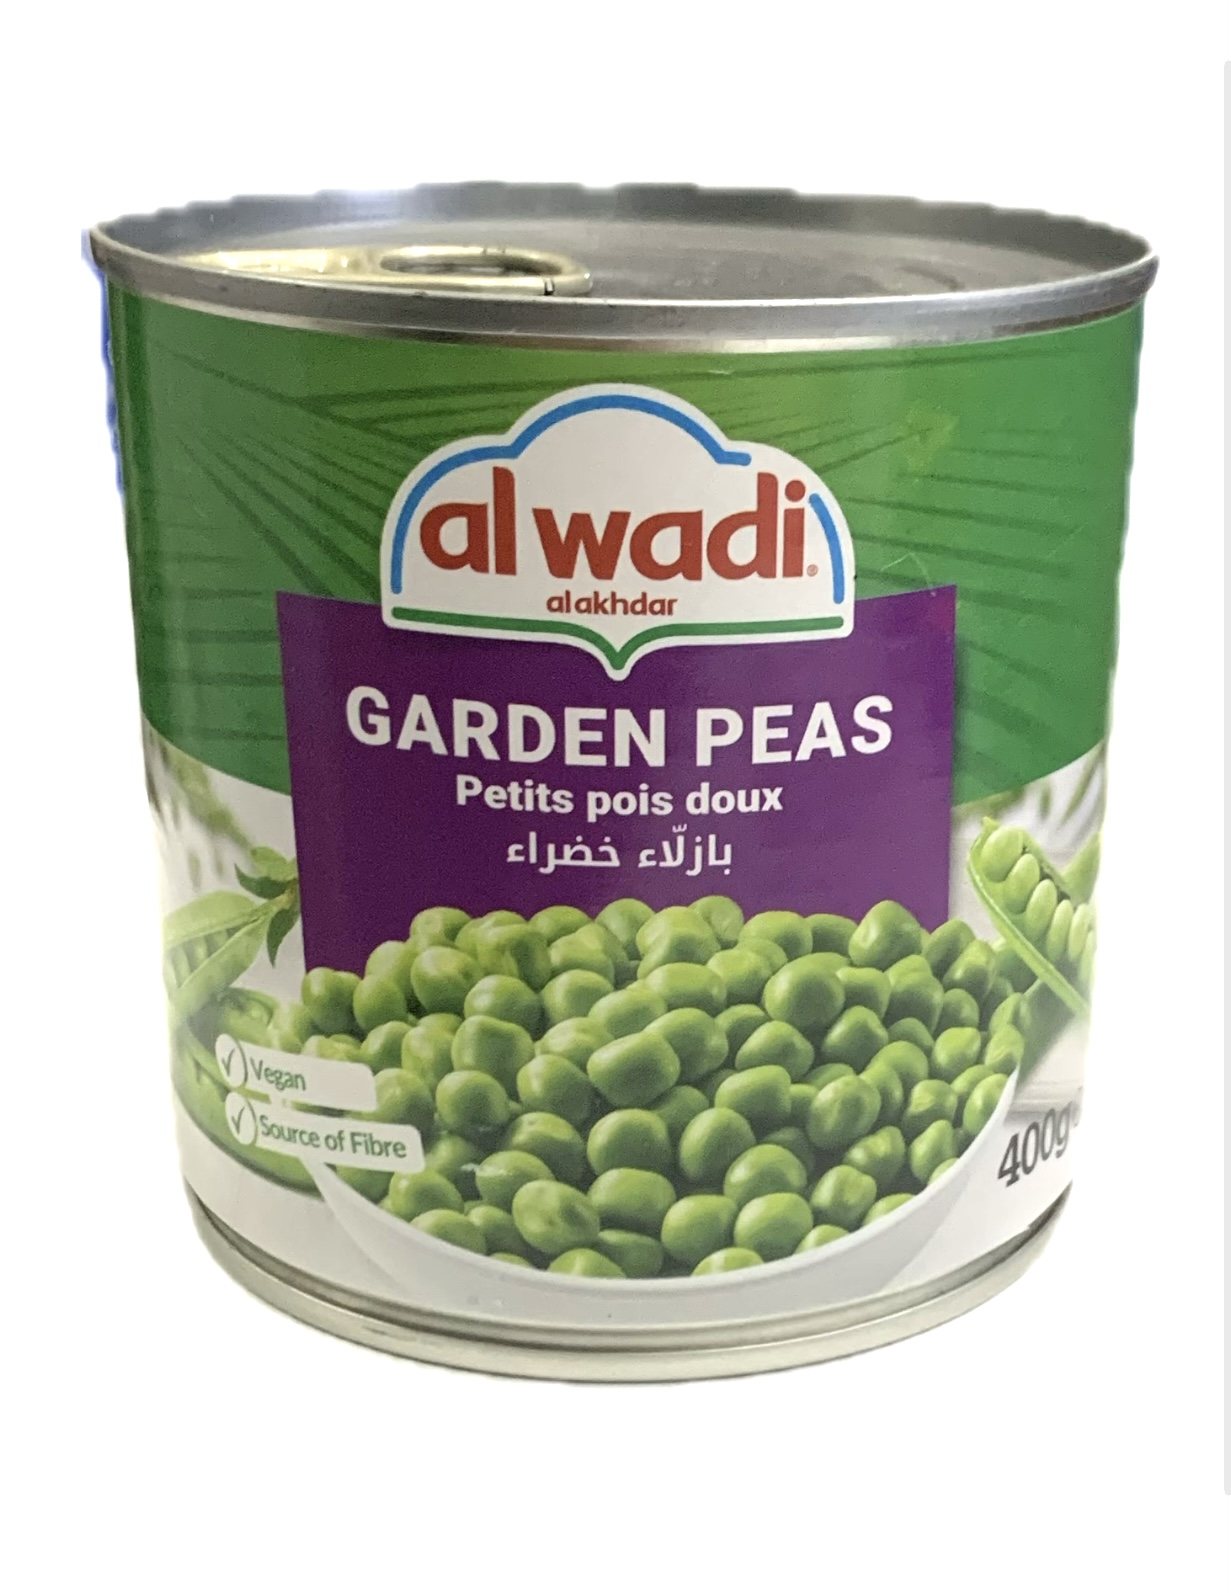 al wadi®
al akhdar
GARDEN PEAS
Petits pois doux
بازلّاء خضراء
Vegan
Source of Fibre
400g